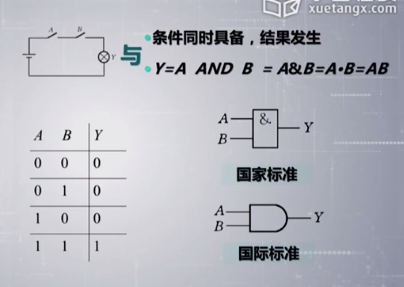 xuetangx.com
A B Y
与
条件同时具备，结果发生
Y=A AND B = A&B=A•B=AB
A B Y
0 0 0
0 1 0
1 0 0
1 1 1
A
B
&
Y
国家标准
A
B
Y
国际标准